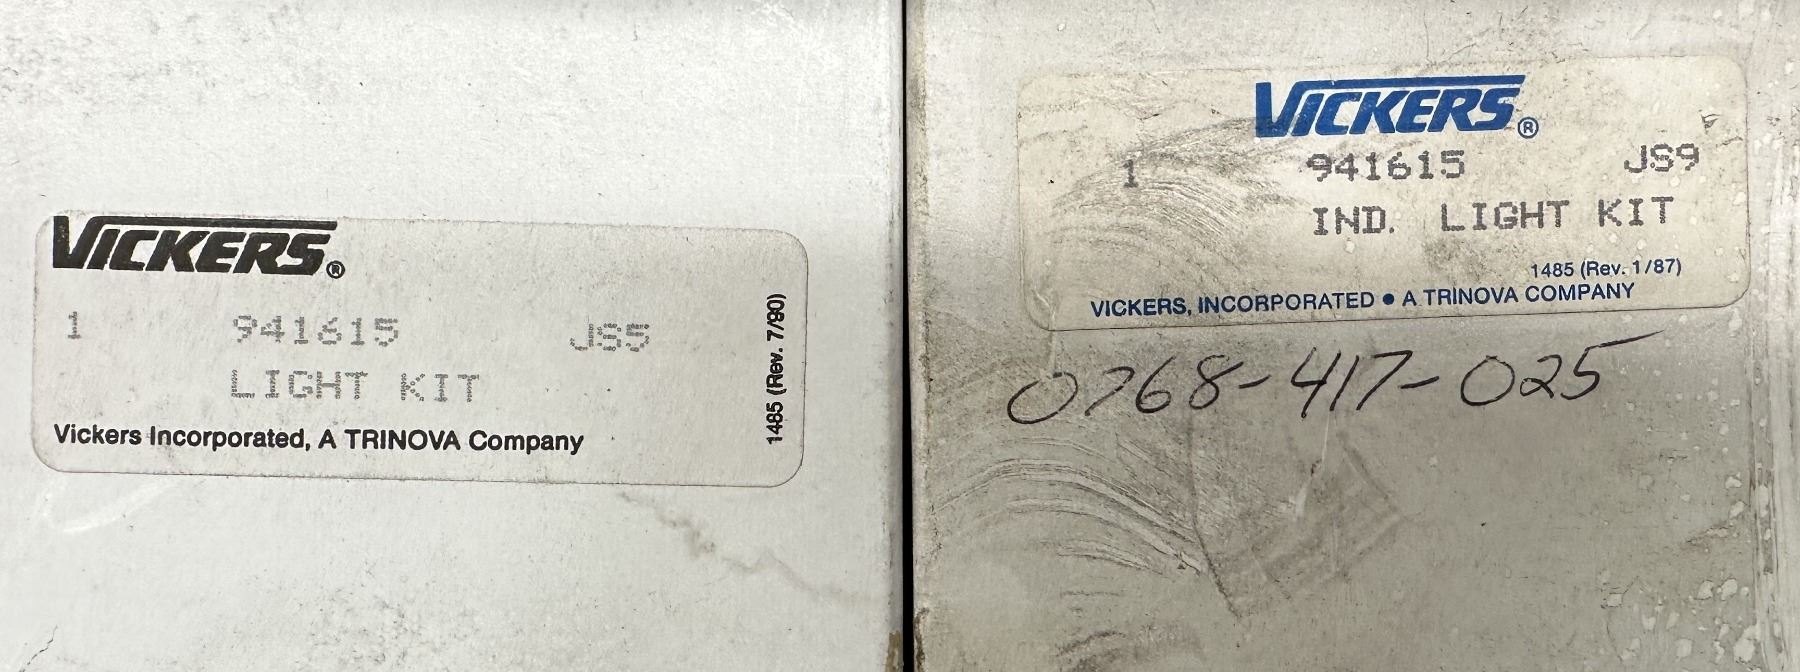 VICKERS®
1 941615 JS5
LIGHT KIT
Vickers Incorporated, A TRINOVA Company
1485 (Rev. 7/90)
VICKERS®
1 941615 JS9
IND. LIGHT KIT
1485 (Rev. 1/87)
VICKERS, INCORPORATED • A TRINOVA COMPANY
0768-417-025